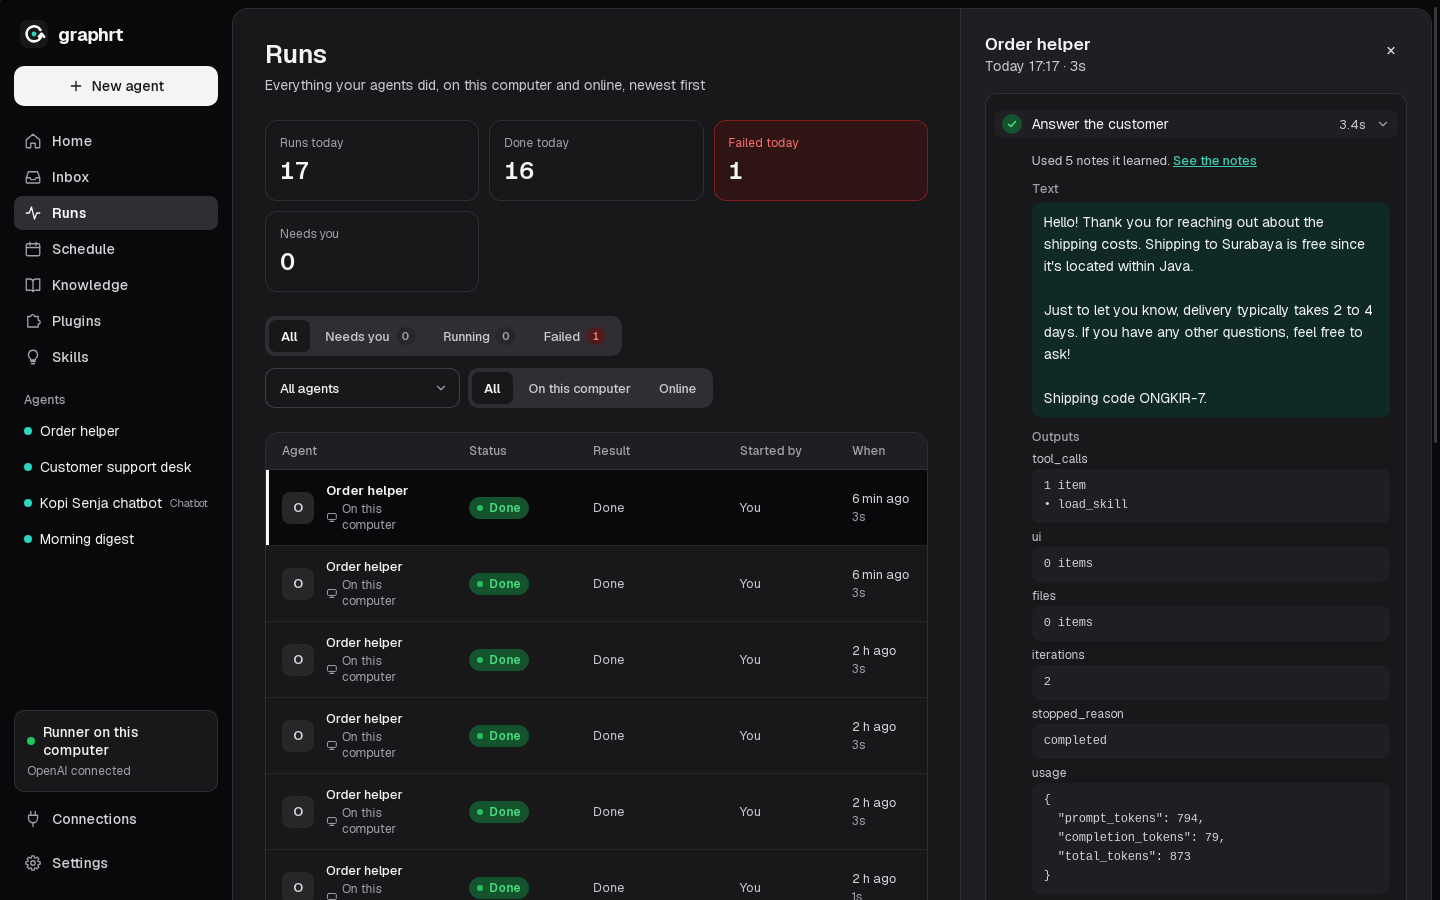 graphrt
New agent
Home
Inbox
Runs
Schedule
Knowledge
Plugins
Skills
Agents
Order helper
Customer support desk
Kopi Senja chatbot Chatbot
Morning digest
Runner on this
computer
OpenAI connected
Connections
Settings
Runs
Everything your agents did, on this computer and online, newest first
Runs today
17
Done today
16
Failed today
1
Needs you
0
All Needs you 0 Running 0 Failed 1
All agents
All On this computer Online
Agent Status Result Started by When
O
Order helper
On this
computer
Done
Done
You
6 min ago
3s
O
Order helper
On this
computer
Done
Done
You
6 min ago
3s
O
Order helper
On this
computer
Done
Done
You
2 h ago
3s
O
Order helper
On this
computer
Done
Done
You
2 h ago
3s
O
Order helper
On this
computer
Done
Done
You
2 h ago
3s
O
Order helper
On this
Done
Done
You
2 h ago
1s
Order helper
Today 17:17 · 3s
Answer the customer 3.4s
Used 5 notes it learned. See the notes
Text
Hello! Thank you for reaching out about the
shipping costs. Shipping to Surabaya is free since
it's located within Java.
Just to let you know, delivery typically takes 2 to 4
days. If you have any other questions, feel free to
ask!
Shipping code ONGKIR-7.
Outputs
tool_calls
1 item
• load_skill
ui
0 items
files
0 items
iterations
2
stopped_reason
completed
usage
{
"prompt_tokens": 794,
"completion_tokens": 79,
"total_tokens": 873
}